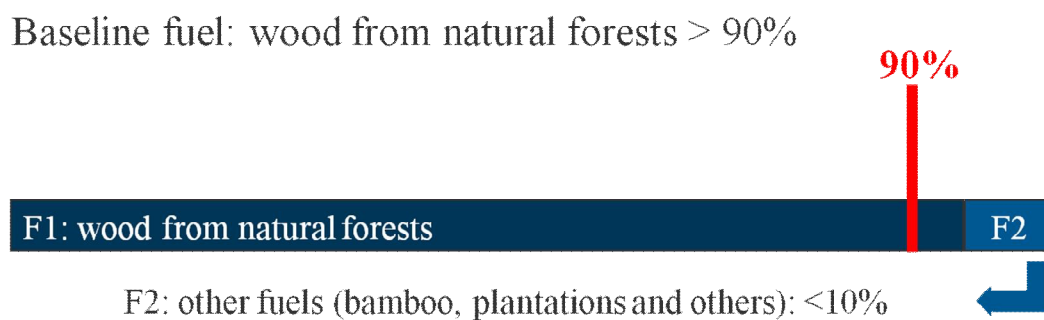 Baseline fuel: wood from natural forests > 90%
90%
F1: wood from natural forests
F2
F2: other fuels (bamboo, plantations and others): <10%